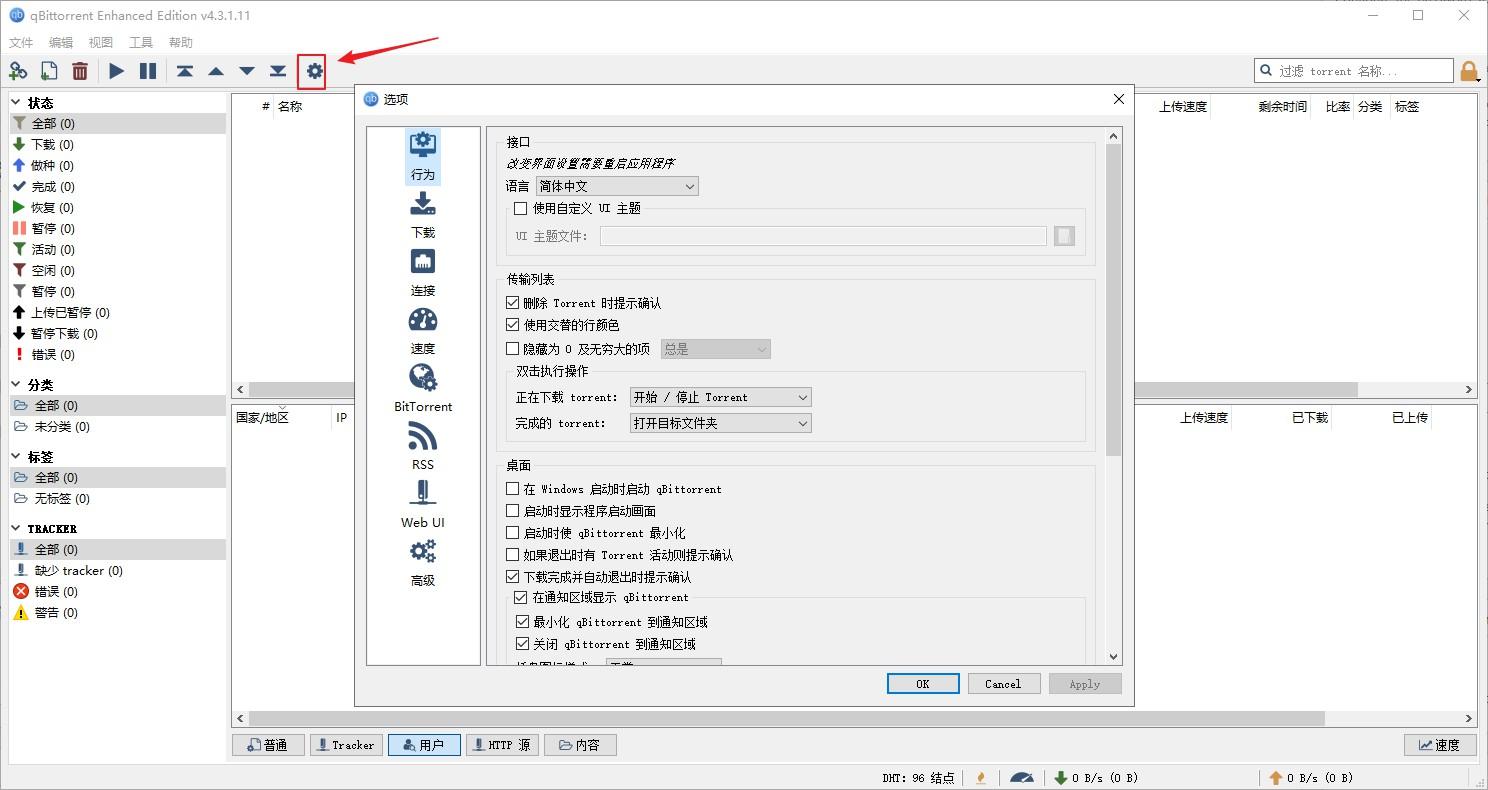 qBittorrent Enhanced Edition v4.3.1.11
文件 编辑 视图 工具 帮助
过滤 torrent 名称...
状态
全部 (0)
下载 (0)
做种 (0)
完成 (0)
恢复 (0)
暂停 (0)
活动 (0)
空闲 (0)
暂停 (0)
上传已暂停 (0)
暂停下载 (0)
错误 (0)
分类
全部 (0)
未分类 (0)
标签
全部 (0)
无标签 (0)
TRACKER
全部 (0)
缺少 tracker (0)
错误 (0)
警告 (0)
# 名称
上传速度 剩余时间 比率 分类 标签
国家/地区 IP
上传速度 已下载 已上传
选项
行为
下载
连接
速度
BitTorrent
RSS
Web UI
高级
接口
改变界面设置需要重启应用程序
语言 简体中文
使用自定义 UI 主题
UI 主题文件:
传输列表
删除 Torrent 时提示确认
使用交替的行颜色
隐藏为 0 及无穷大的项 总是
双击执行操作
正在下载 torrent: 开始 / 停止 Torrent
完成的 torrent: 打开目标文件夹
桌面
在 Windows 启动时启动 qBittorrent
启动时显示程序启动画面
启动时使 qBittorrent 最小化
如果退出时有 Torrent 活动则提示确认
下载完成并自动退出时提示确认
在通知区域显示 qBittorrent
最小化 qBittorrent 到通知区域
关闭 qBittorrent 到通知区域
OK Cancel Apply
普通 Tracker 用户 HTTP 源 内容 速度
DHT: 96 结点 0 B/s (0 B) 0 B/s (0 B)